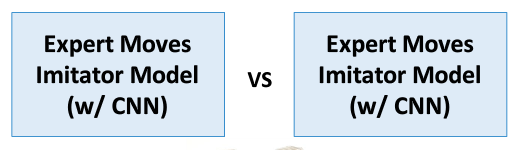 Expert Moves
Imitator Model
(w/ CNN)
VS
Expert Moves
Imitator Model
(w/ CNN)